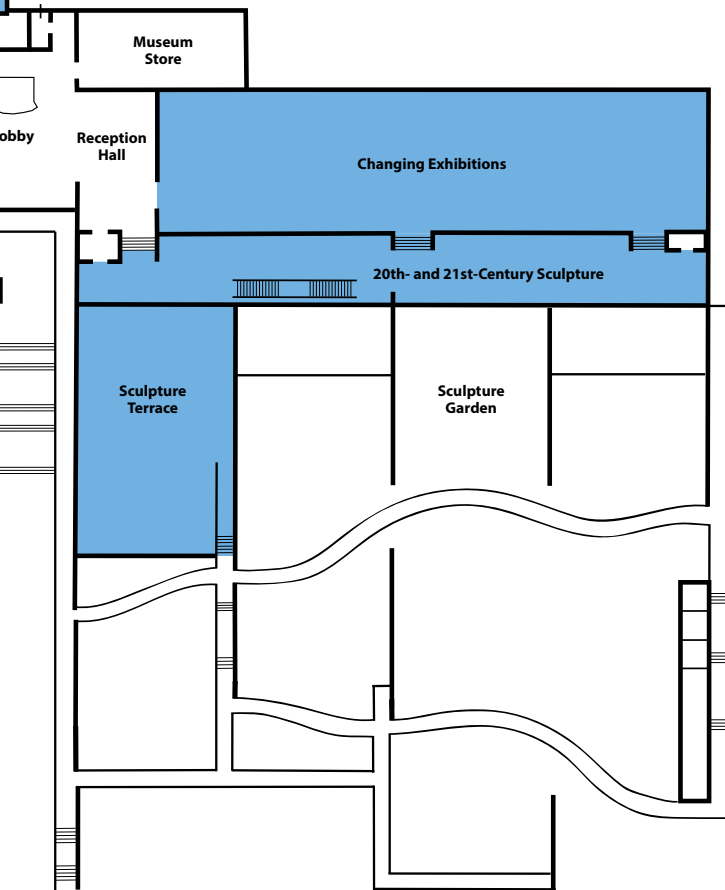 Museum
Store
obby
Reception
Hall
Changing Exhibitions
20th- and 21st-Century Sculpture
Sculpture
Terrace
Sculpture
Garden